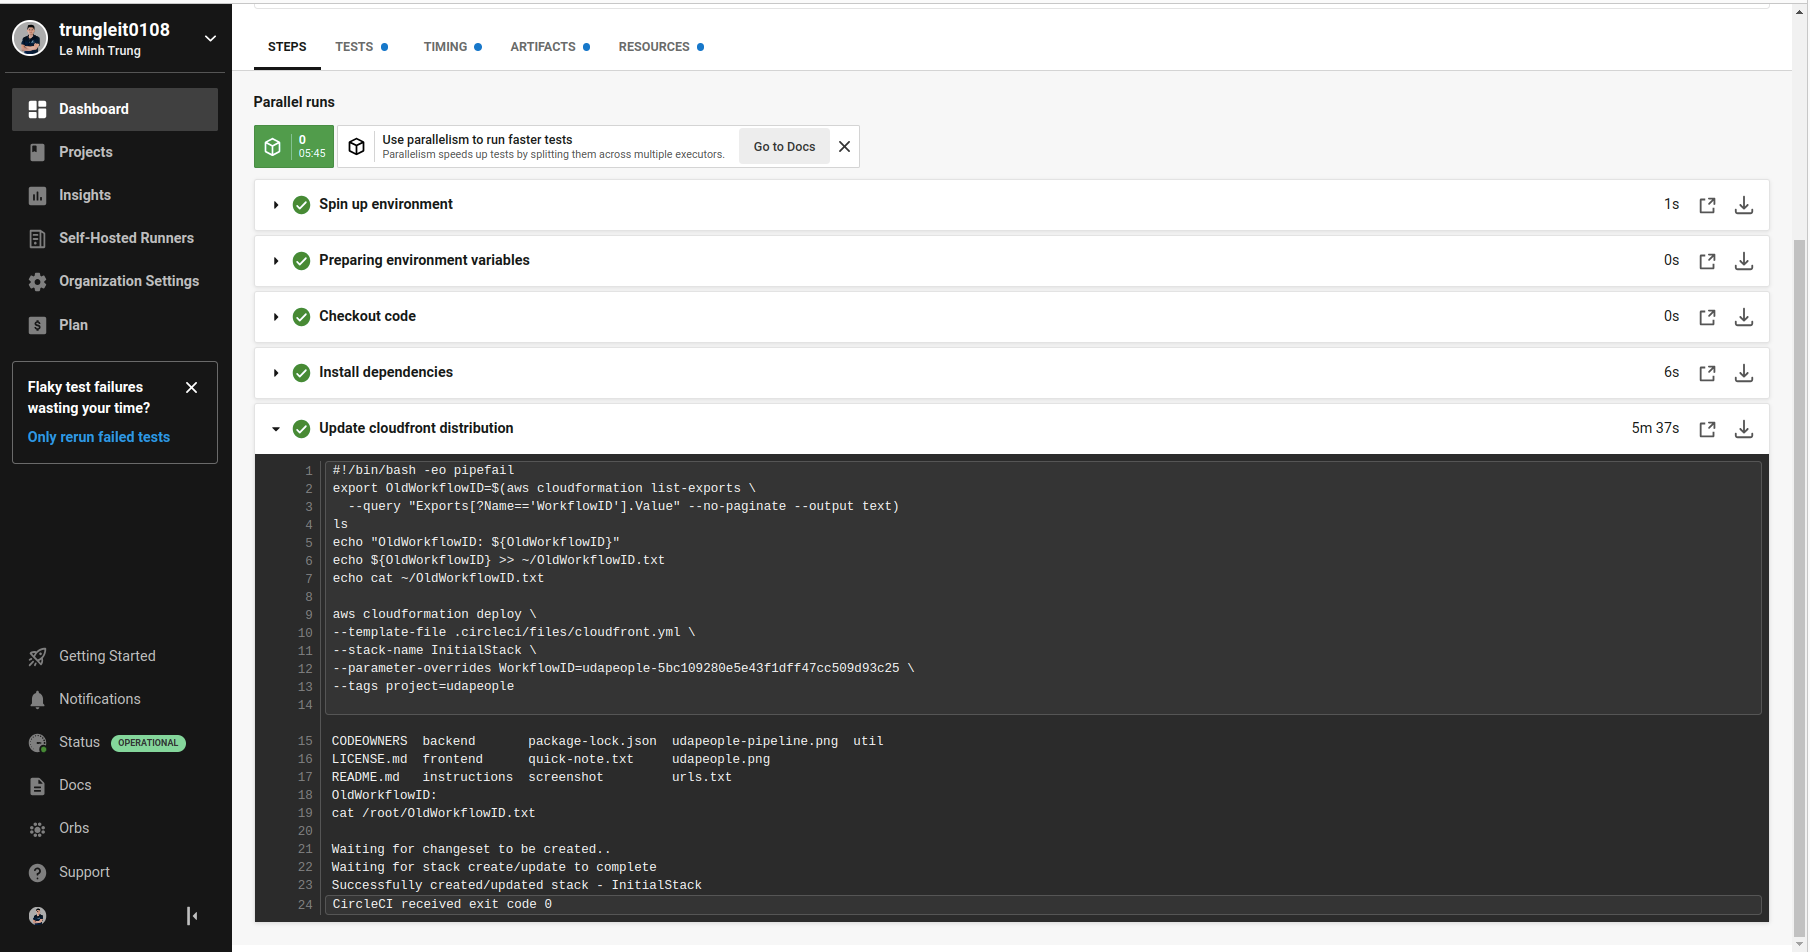 trungleit0108
Le Minh Trung
Dashboard
Projects
Insights
Self-Hosted Runners
Organization Settings
Plan
Flaky test failures
wasting your time?
Only rerun failed tests
Getting Started
Notifications
Status OPERATIONAL
Docs
Orbs
Support
STEPS TESTS TIMING ARTIFACTS RESOURCES
Parallel runs
0
05:45
Use parallelism to run faster tests
Parallelism speeds up tests by splitting them across multiple executors.
Go to Docs
Spin up environment 1s
Preparing environment variables 0s
Checkout code 0s
Install dependencies 6s
Update cloudfront distribution 5m 37s
1 #!/bin/bash -eo pipefail
2 export OldWorkflowID=$(aws cloudformation list-exports \
3   --query "Exports[?Name=='WorkflowID'].Value" --no-paginate --output text)
4 ls
5 echo "OldWorkflowID: ${OldWorkflowID}"
6 echo ${OldWorkflowID} >> ~/OldWorkflowID.txt
7 echo cat ~/OldWorkflowID.txt
8
9 aws cloudformation deploy \
10 --template-file .circleci/files/cloudfront.yml \
11 --stack-name InitialStack \
12 --parameter-overrides WorkflowID=udapeople-5bc109280e5e43f1dff47cc509d93c25 \
13 --tags project=udapeople
14
15 CODEOWNERS  backend       package-lock.json  udapeople-pipeline.png  util
16 LICENSE.md  frontend      quick-note.txt     udapeople.png
17 README.md   instructions  screenshot         urls.txt
18 OldWorkflowID:
19 cat /root/OldWorkflowID.txt
20
21 Waiting for changeset to be created..
22 Waiting for stack create/update to complete
23 Successfully created/updated stack - InitialStack
24 CircleCI received exit code 0